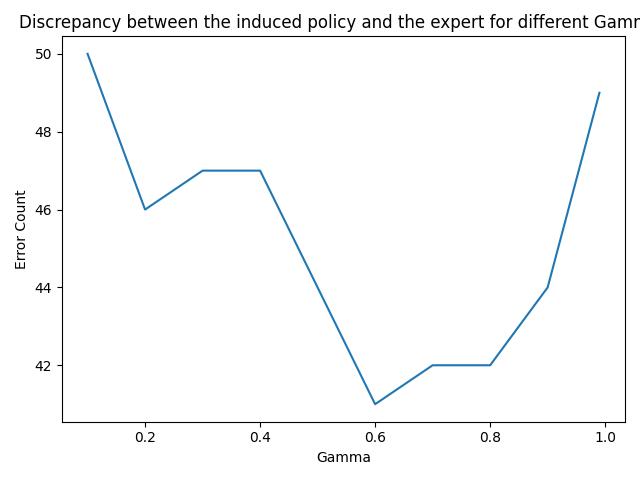 Discrepancy between the induced policy and the expert for different Gam
50
48
46
44
42
Error Count
0.2 0.4 0.6 0.8 1.0
Gamma